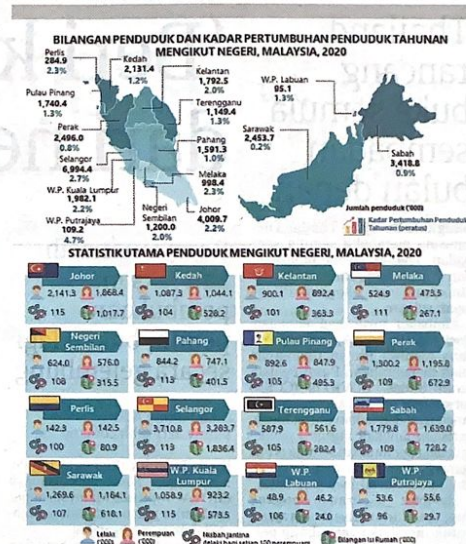 BILANGAN PENDUDUK DAN KADAR PERTUMBUHAN PENDUDUK TAHUNAN
MENGIKUT NEGERI, MALAYSIA, 2020
Perlis
284.9
2.3%
Kedah
2,131.4
1.2%
Kelantan
1,792.5
2.0%
Pulau Pinang
1,740.4
1.3%
Terengganu
1,149.4
1.3%
Perak
2,496.0
0.8%
Pahang
1,591.3
1.0%
Selangor
6,994.4
2.7%
Melaka
998.4
2.3%
W.P. Kuala Lumpur
1,982.1
2.2%
W.P. Putrajaya
109.2
4.7%
Negeri
Sembilan
1,200.0
2.0%
Johor
4,009.7
2.2%
W.P. Labuan
95.1
1.3%
Sarawak
2,453.7
0.2%
Sabah
3,418.8
0.9%
Jumlah penduduk ('000)
Kadar Pertumbuhan Penduduk
Tahunan (peratus)
STATISTIK UTAMA PENDUDUK MENGIKUT NEGERI, MALAYSIA, 2020
Johor Kedah Kelantan Melaka
2,141.3 1,868.4 1,087.3 1,044.1 900.1 892.4 524.9 473.5
115 1,017.7 104 528.2 101 363.3 111 267.1
Negeri
Sembilan Pahang Pulau Pinang Perak
624.0 576.0 844.2 747.1 892.6 847.9 1,300.2 1,195.8
108 315.5 113 401.5 105 495.3 109 672.9
Perlis Selangor Terengganu Sabah
142.3 142.5 3,710.8 3,283.7 587.9 561.6 1,779.8 1,639.0
100 80.9 113 1,836.4 105 282.4 109 728.2
Sarawak W.P. Kuala
Lumpur W.P.
Labuan W.P
Putrajaya
1,269.6 1,184.1 1,058.9 923.2 48.9 46.2 53.6 55.6
107 618.1 115 573.5 106 24.0 96 29.7
Lelaki ('000) Perempuan ('000) Nisbah jantina (lelaki bagi setiap 100 perempuan) Bilangan Isi Rumah ('000)